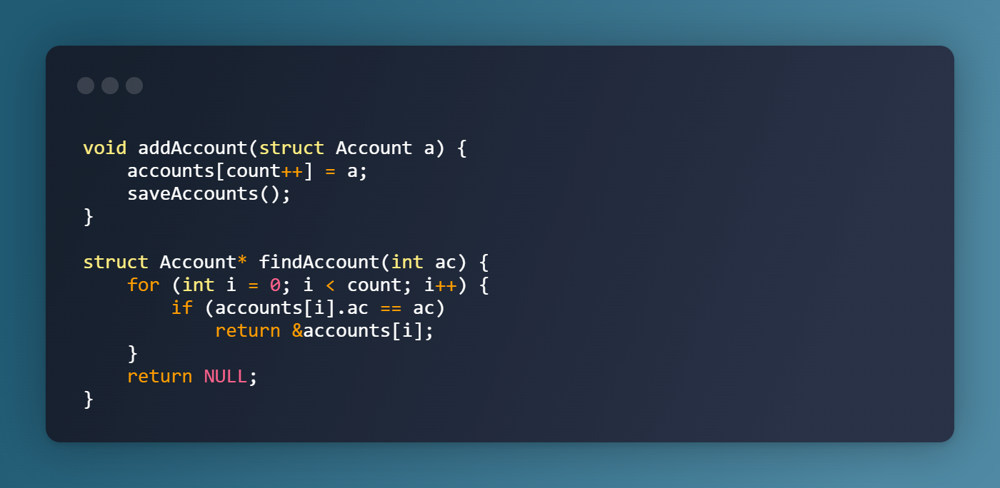 void addAccount(struct Account a) {
    accounts[count++] = a;
    saveAccounts();
}

struct Account* findAccount(int ac) {
    for (int i = 0; i < count; i++) {
        if (accounts[i].ac == ac)
            return &accounts[i];
    }
    return NULL;
}